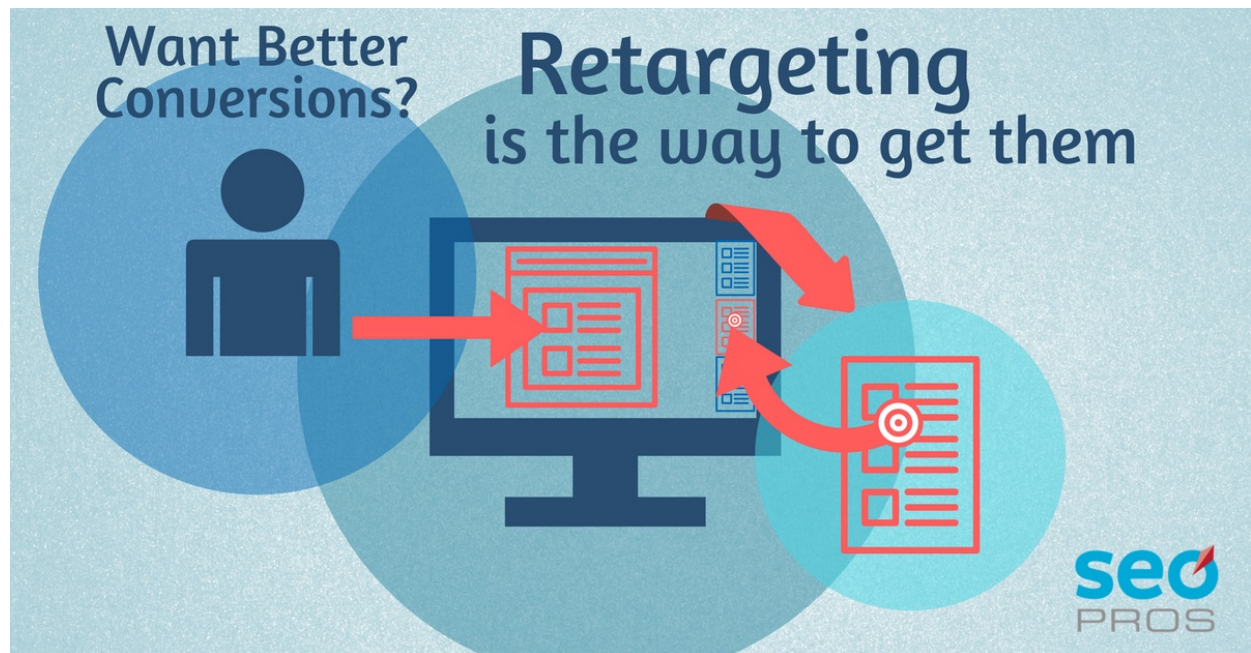 Want Better
Conversions?
Retargeting
is the way to get them
seo
PROS